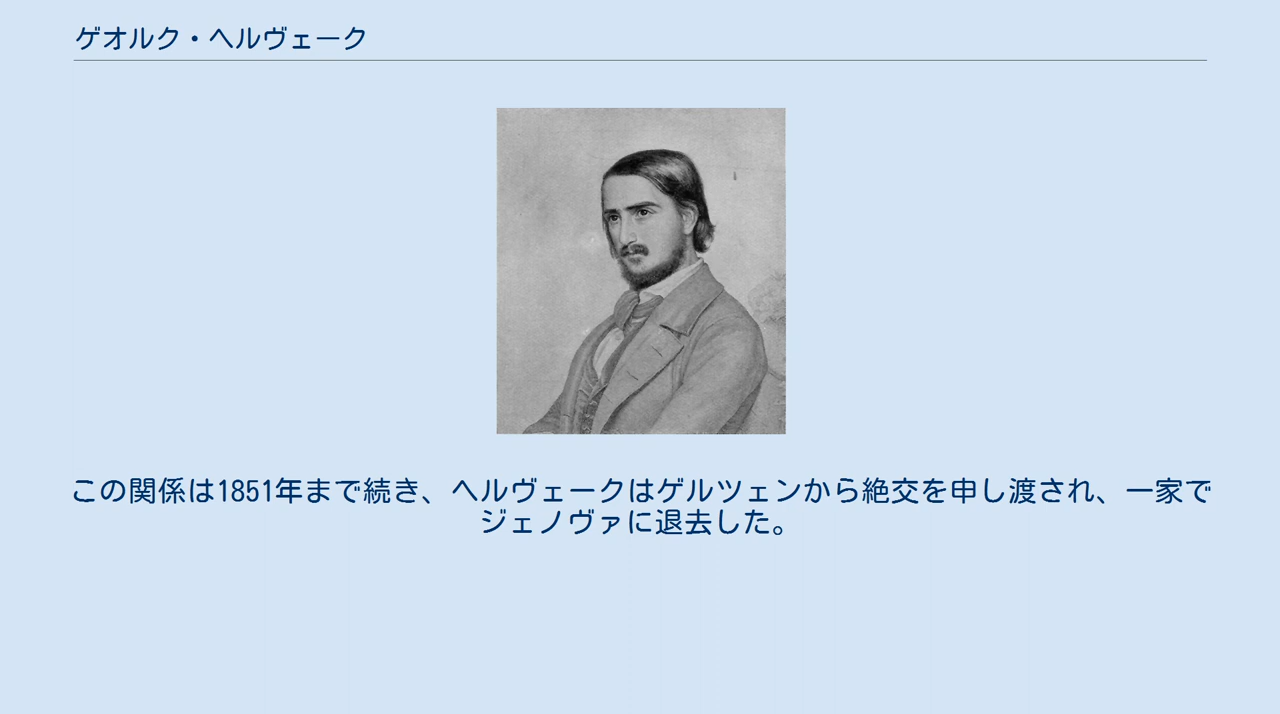 ゲオルク・ヘルヴェーク
この関係は1851年まで続き、ヘルヴェークはゲルツェンから絶交を申し渡され、一家で
ジェノヴァに退去した。